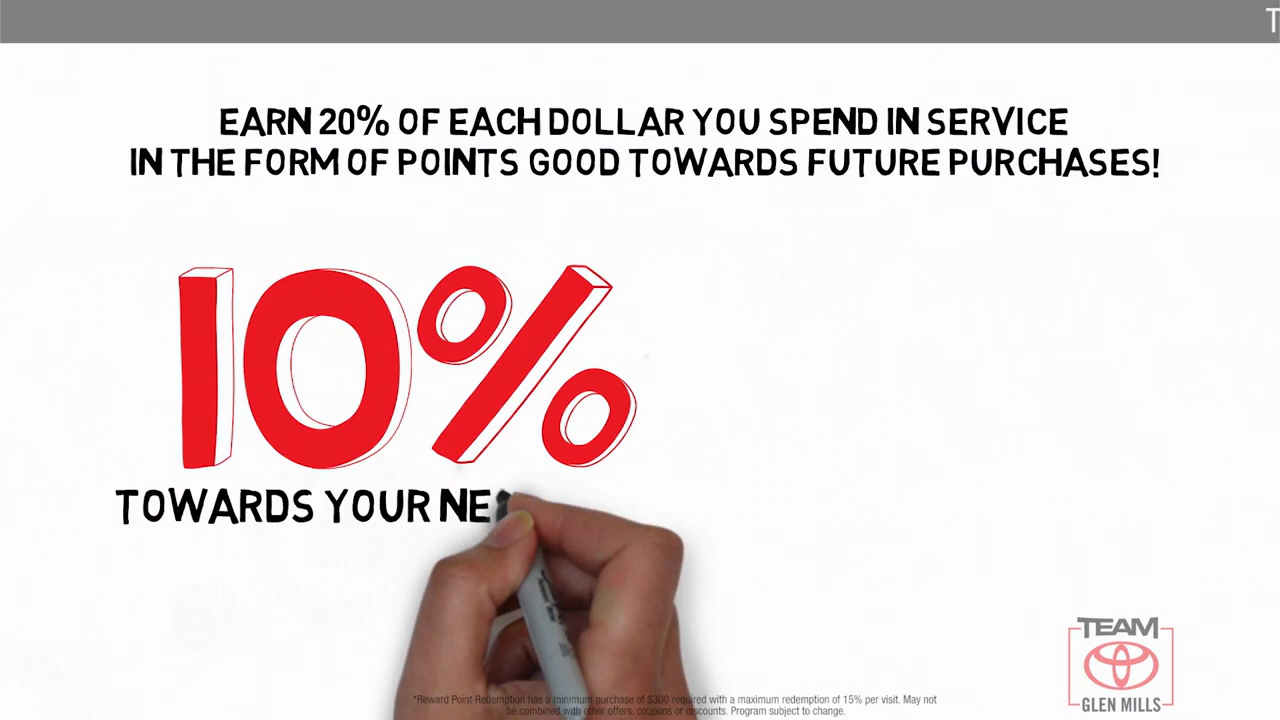 T
EARN 20% OF EACH DOLLAR YOU SPEND IN SERVICE
IN THE FORM OF POINTS GOOD TOWARDS FUTURE PURCHASES!
10%
TOWARDS YOUR NE
TEAM
GLEN MILLS
*Reward Point Redemption has a minimum purchase of $300 required with a maximum redemption of 15% per visit. May not
be combined with other offers, coupons or discounts. Program subject to change.